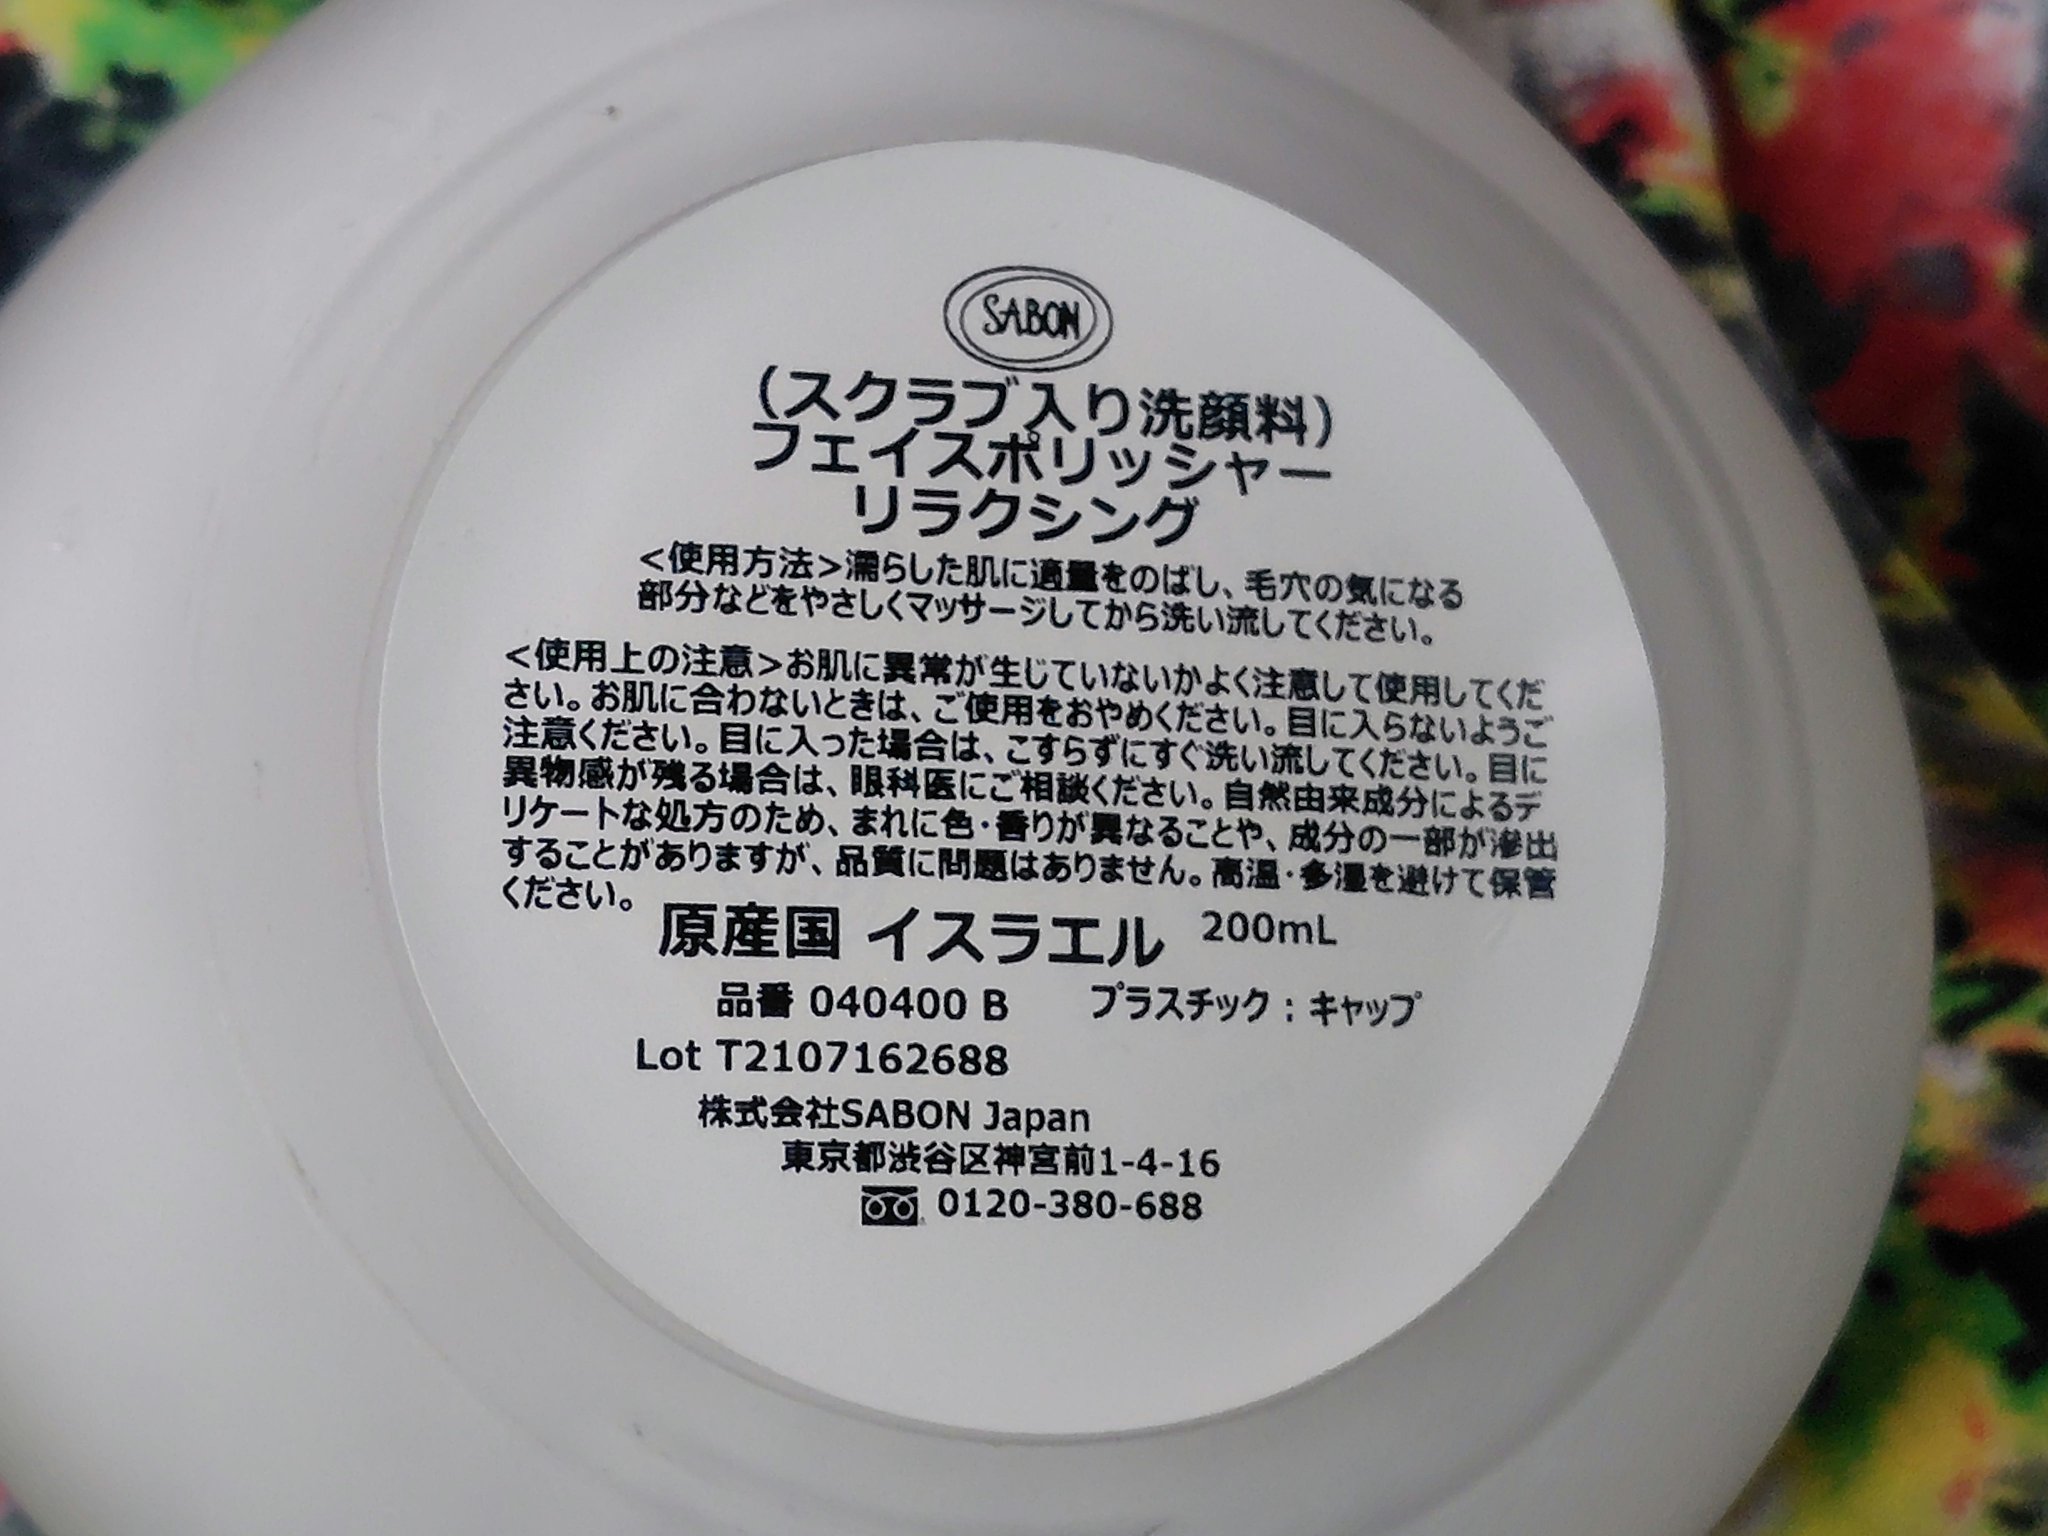 SABON
（スクラブ入り洗顔料）
フェイスポリッシャー
リラクシング
<使用方法>濡らした肌に適量をのばし、毛穴の気になる
部分などをやさしくマッサージしてから洗い流してください。
<使用上の注意>お肌に異常が生じていないかよく注意して使用してくだ
さい。お肌に合わないときは、ご使用をおやめください。目に入らないようご
注意ください。目に入った場合は、こすらずにすぐ洗い流してください。目に
異物感が残る場合は、眼科医にご相談ください。自然由来成分によるデ
リケートな処方のため、まれに色・香りが異なることや、成分の一部が滲出
することがありますが、品質に問題はありません。高温・多湿を避けて保管
ください。
原産国 イスラエル 200mL
品番 040400 B プラスチック : キャップ
Lot T2107162688
株式会社SABON Japan
東京都渋谷区神宮前1-4-16
0120-380-688